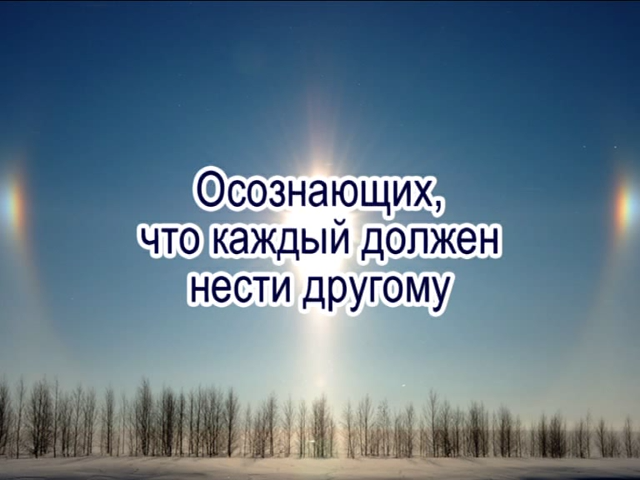 Осознающих,
что каждый должен
нести другому